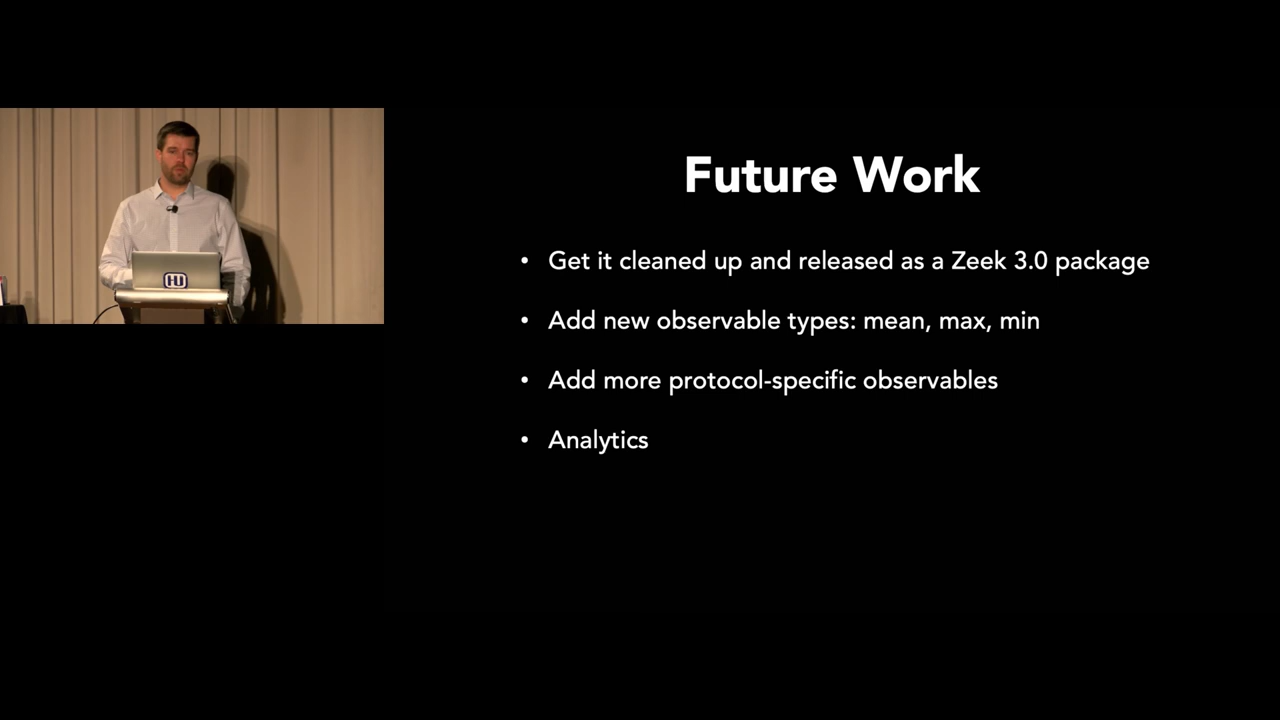 Future Work
• Get it cleaned up and released as a Zeek 3.0 package
• Add new observable types: mean, max, min
• Add more protocol-specific observables
• Analytics